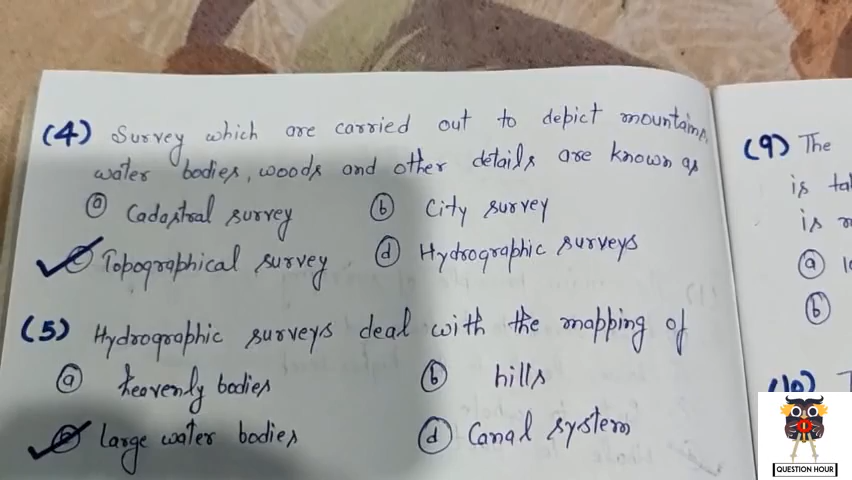 (4) Survey which are carried out to depict mountains,
water bodies, woods and other details are known as
a Cadastral survey b City survey
c Topographical survey d Hydrographic surveys
(5) Hydrographic surveys deal with the mapping of
a heavenly bodies b hills
c Large water bodies d Canal system
(9) The
is
is
a
b
(10)
QUESTION HOUR